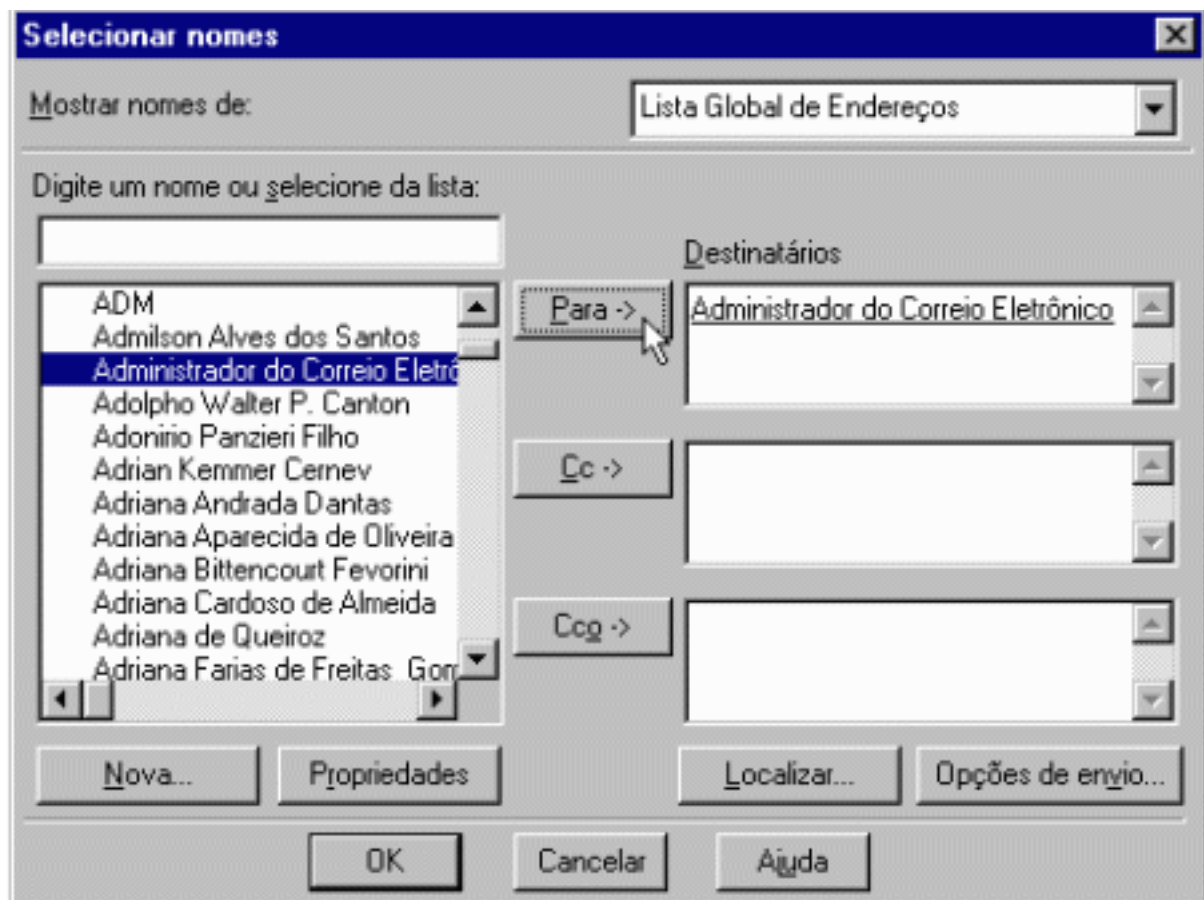 Selecionar nomes
Mostrar nomes de:
Lista Global de Endereços
Digite um nome ou selecione da lista:
Destinatários
ADM
Admilson Alves dos Santos
Administrador do Correio Eletrô
Adolpho Walter P. Canton
Adonirio Panzieri Filho
Adrian Kemmer Cernev
Adriana Andrada Dantas
Adriana Aparecida de Oliveira
Adriana Bittencourt Fevorini
Adriana Cardoso de Almeida
Adriana de Queiroz
Adriana Farias de Freitas Gom
Para ->
Administrador do Correio Eletrônico
Cc ->
Cco ->
Nova...
Propriedades
Localizar...
Opções de envio...
OK
Cancelar
Ajuda